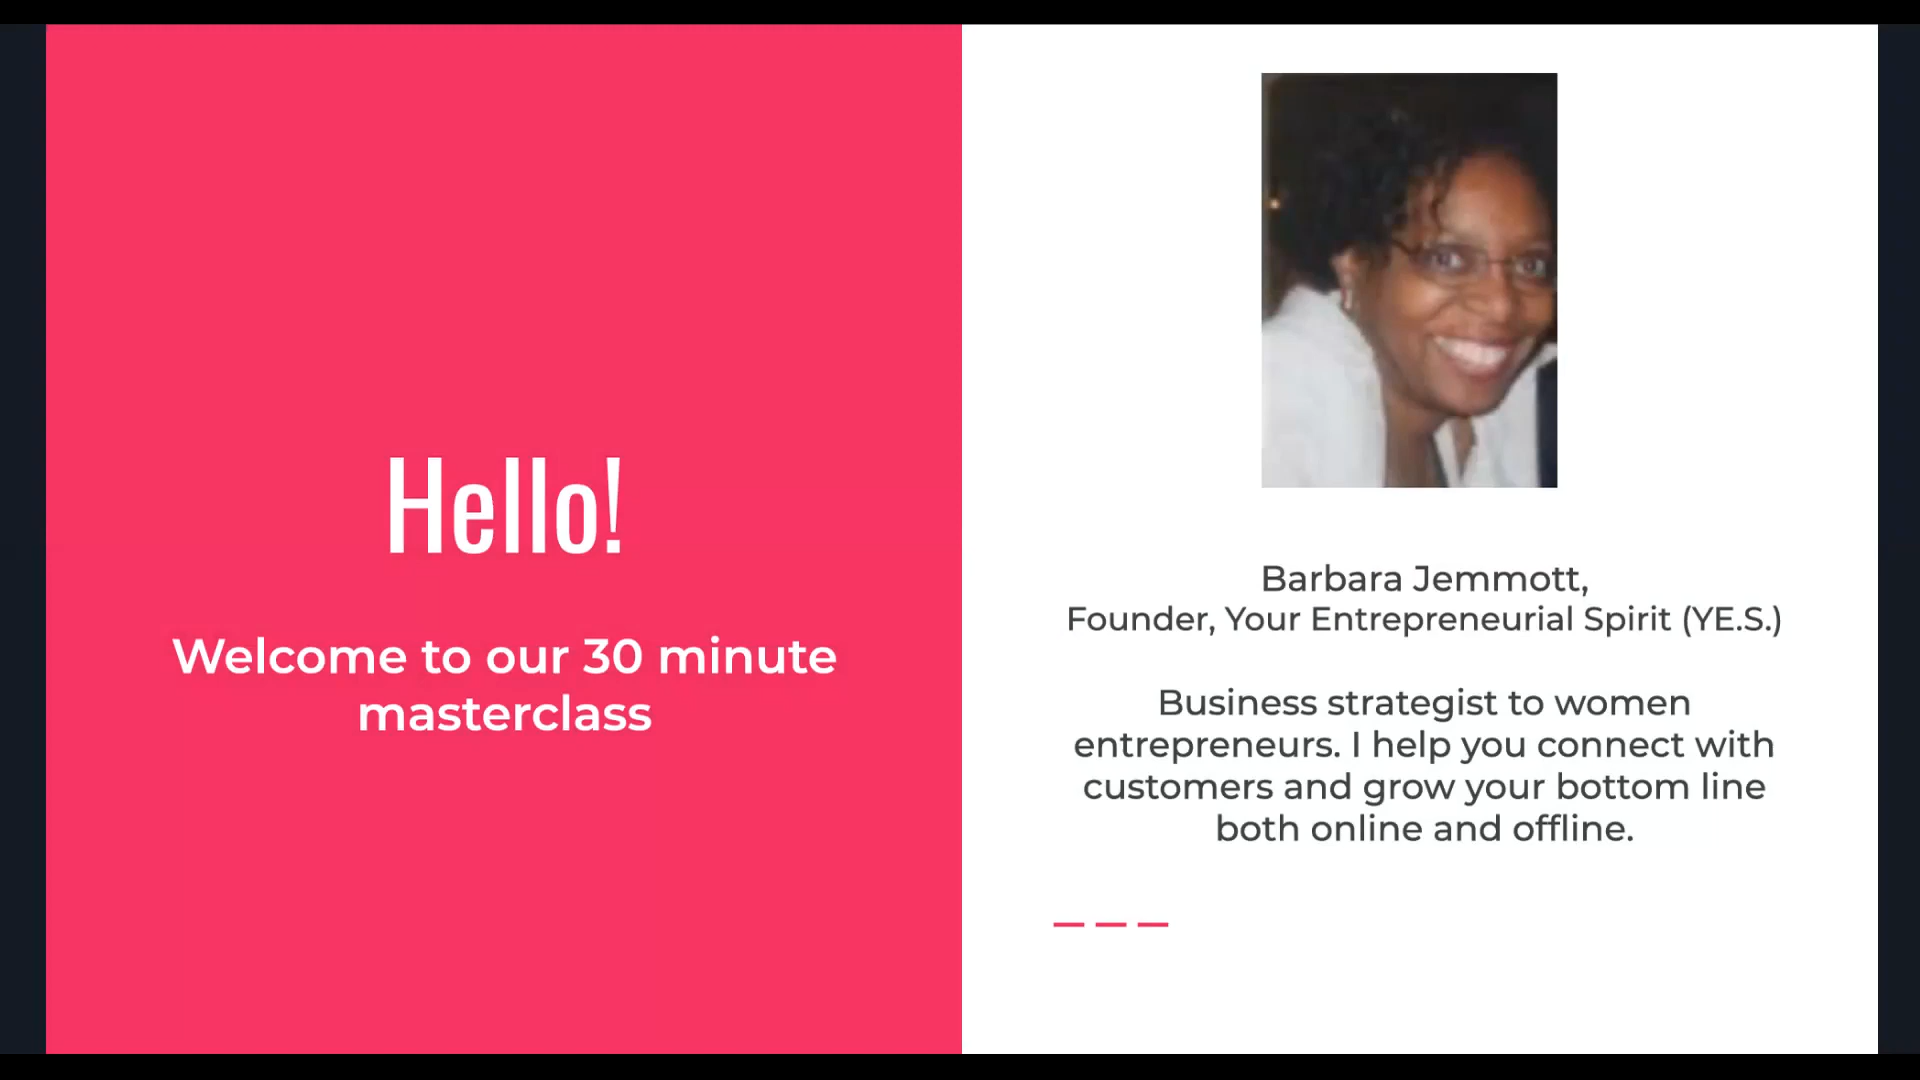 Hello!
Welcome to our 30 minute
masterclass
Barbara Jemmott,
Founder, Your Entrepreneurial Spirit (YE.S.)
Business strategist to women
entrepreneurs. I help you connect with
customers and grow your bottom line
both online and offline.